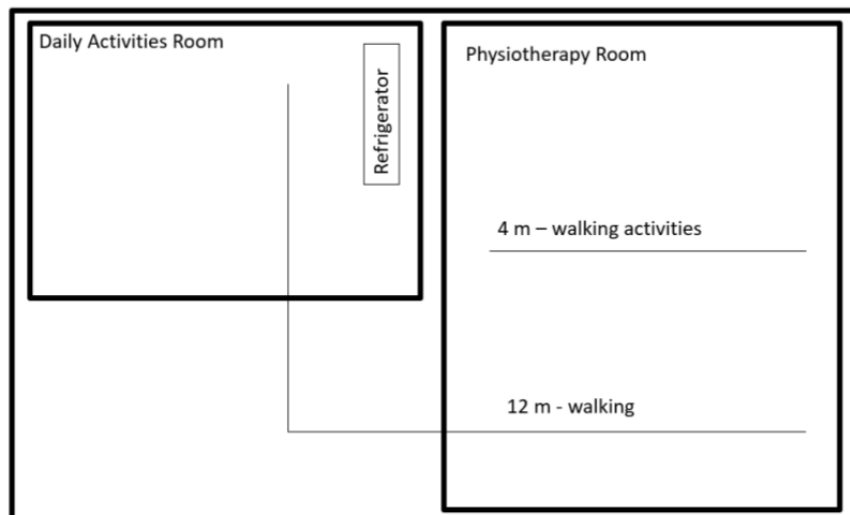 Daily Activities Room
Refrigerator
Physiotherapy Room
4 m – walking activities
12 m - walking